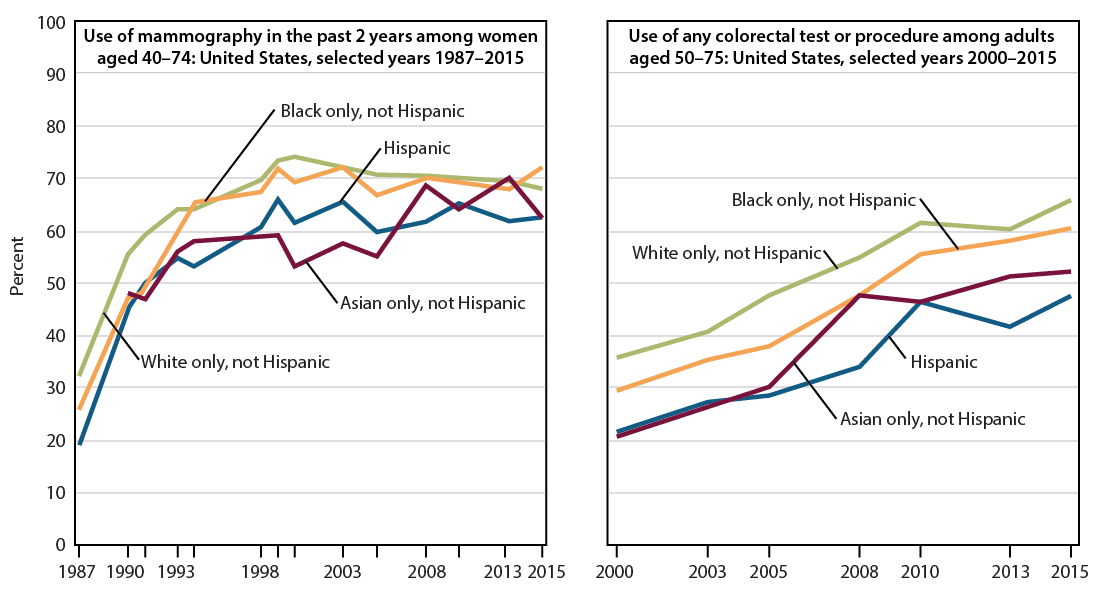 Use of mammography in the past 2 years among women
aged 40–74: United States, selected years 1987–2015
Percent
100
90
80
70
60
50
40
30
20
10
0
Black only, not Hispanic
Hispanic
Asian only, not Hispanic
White only, not Hispanic
1987 1990 1993 1998 2003 2008 2013 2015
Use of any colorectal test or procedure among adults
aged 50–75: United States, selected years 2000–2015
Black only, not Hispanic
White only, not Hispanic
Hispanic
Asian only, not Hispanic
2000 2003 2005 2008 2010 2013 2015